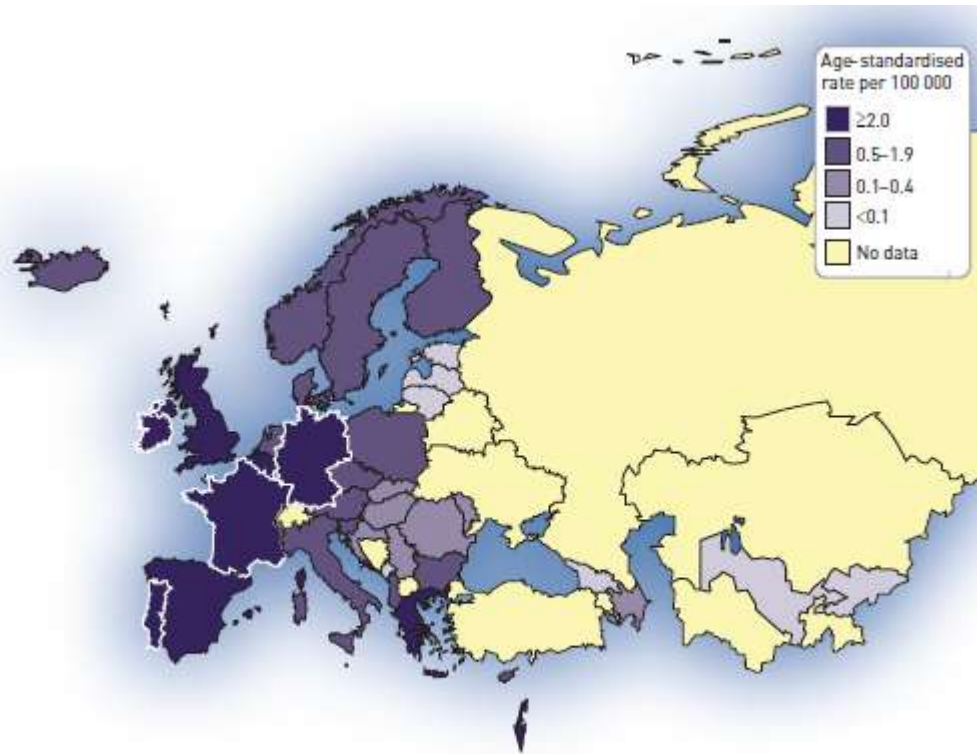 Age-standardised
rate per 100 000
≥2.0
0.5–1.9
0.1–0.4
<0.1
No data